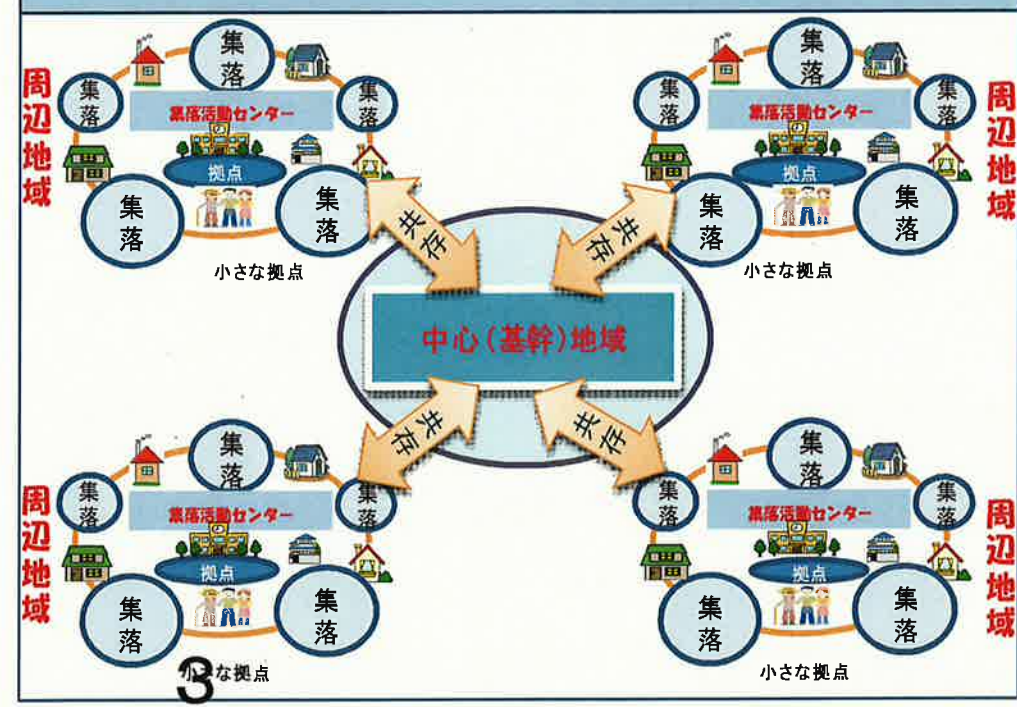 周辺地域
集落
集落
集落
集落活動センター
拠点
集落
集落
小さな拠点
周辺地域
集落
集落
集落
集落活動センター
拠点
集落
集落
小さな拠点
共存
共存
中心(基幹)地域
共存
共存
周辺地域
集落
集落
集落
集落活動センター
拠点
集落
集落
小さな拠点
周辺地域
集落
集落
集落
集落活動センター
拠点
集落
集落
小さな拠点
3